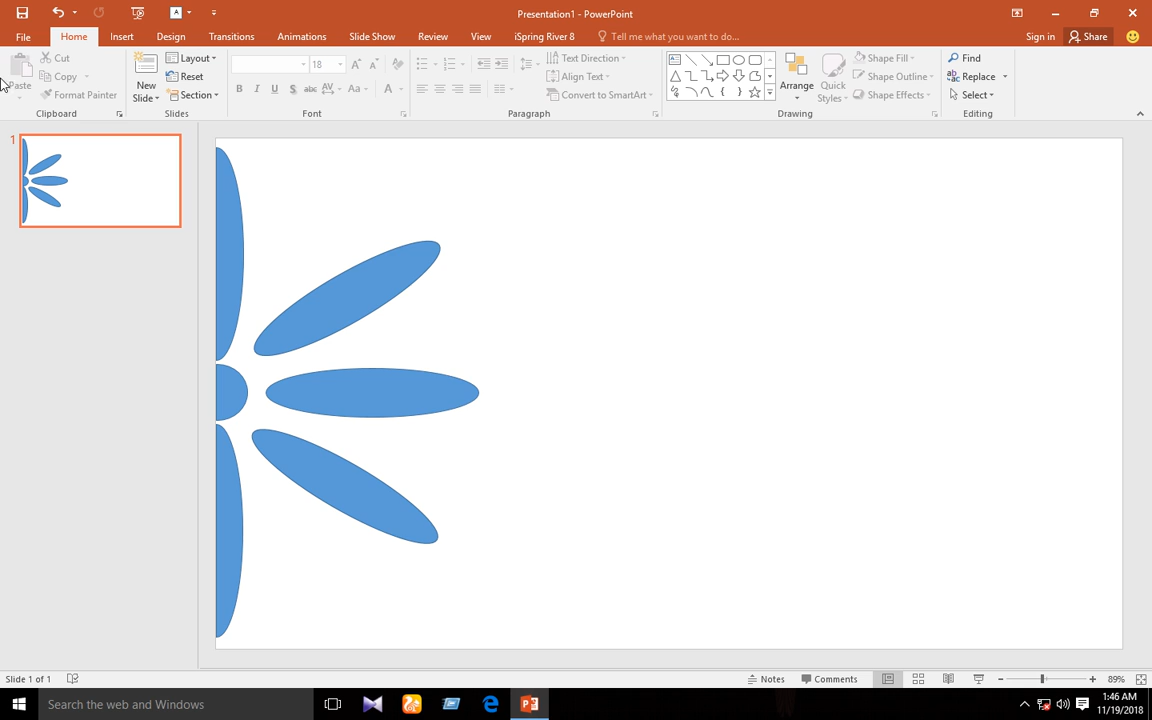 Presentation1 - PowerPoint
File Home Insert Design Transitions Animations Slide Show Review View iSpring River 8 Tell me what you want to do... Sign in Share
Cut
Copy
Format Painter
Paste
Clipboard
New
Slide
Layout
Reset
Section
Slides
18
B I U S abc AV Aa A
Font
Text Direction
Align Text
Convert to SmartArt
Paragraph
Arrange
Quick
Styles
Shape Fill
Shape Outline
Shape Effects
Drawing
Find
Replace
Select
Editing
1
Slide 1 of 1
Notes Comments 89%
Search the web and Windows
1:46 AM
11/19/2018